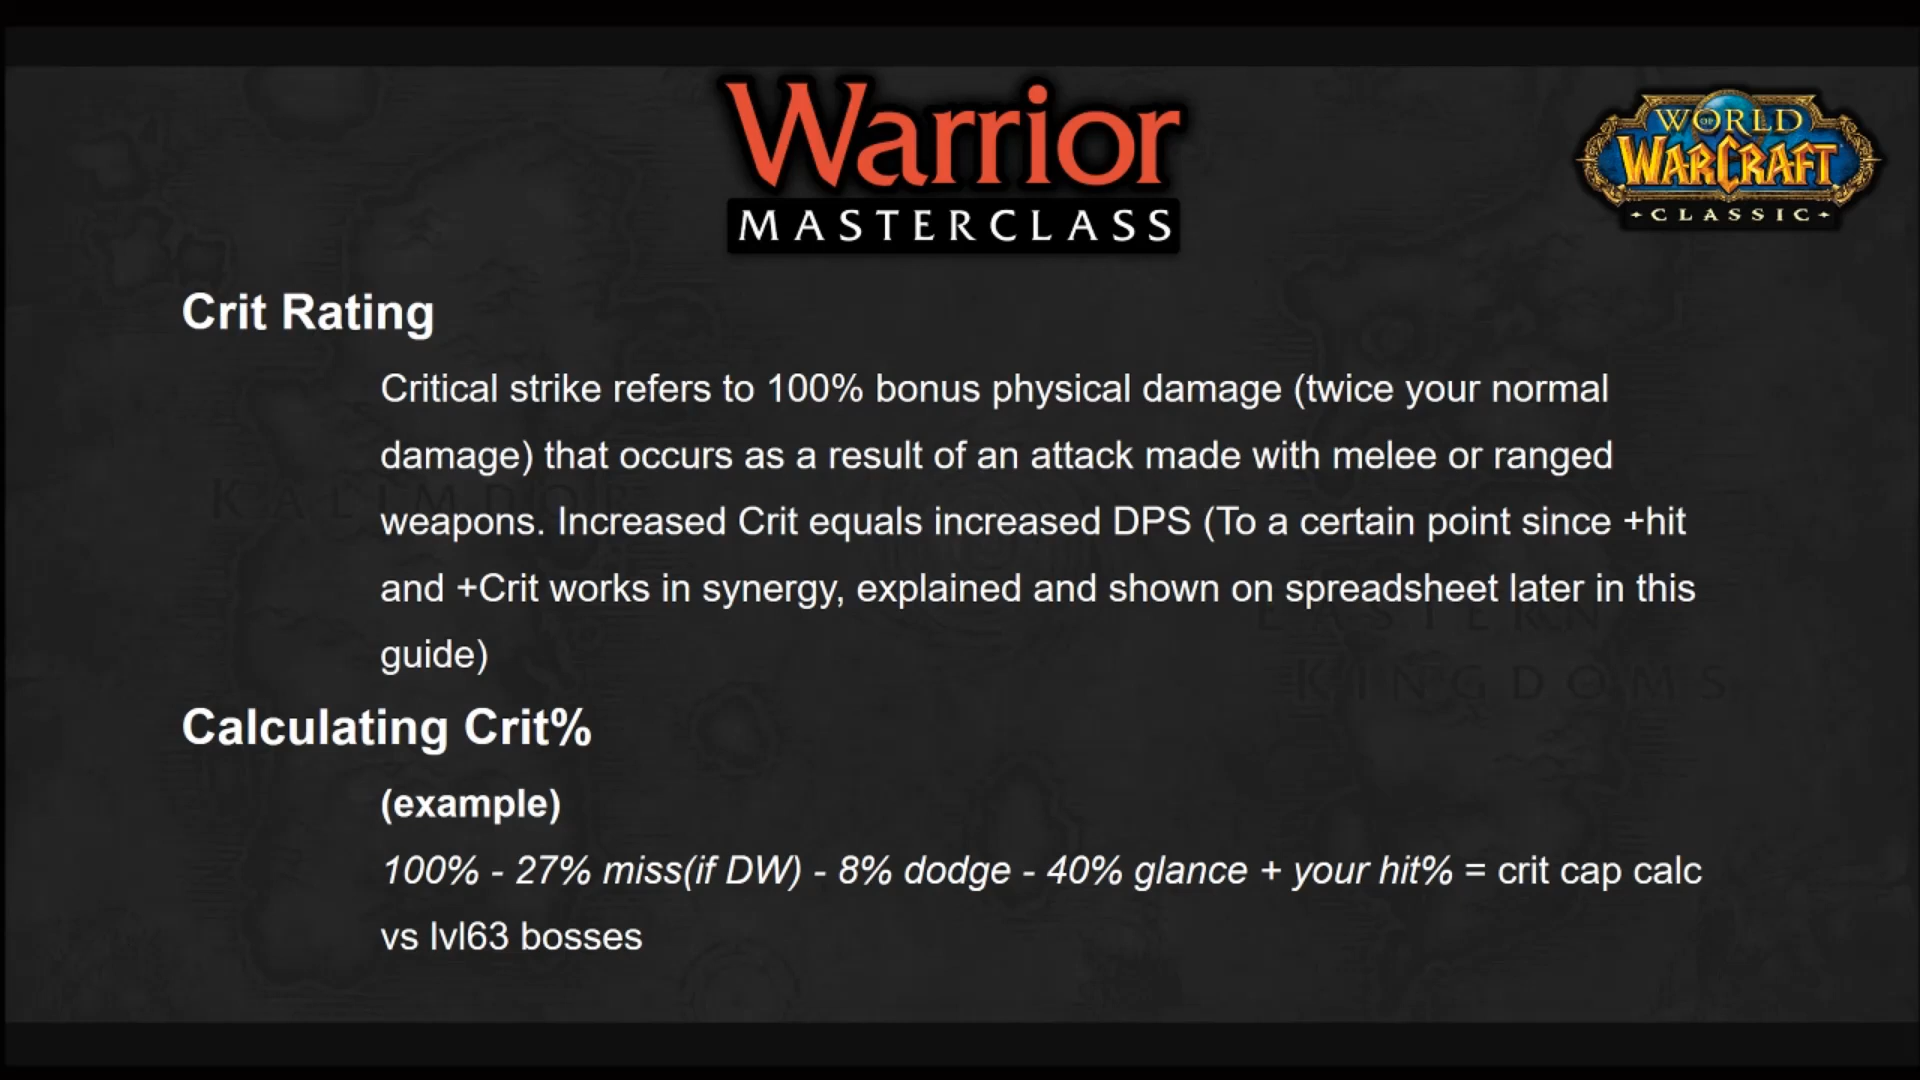 Warrior
MASTERCLASS
WORLD OF
WARCRAFT
CLASSIC
Crit Rating
Critical strike refers to 100% bonus physical damage (twice your normal
damage) that occurs as a result of an attack made with melee or ranged
weapons. Increased Crit equals increased DPS (To a certain point since +hit
and +Crit works in synergy, explained and shown on spreadsheet later in this
guide)
KALIMDOR
EASTERN
KINGDOMS
Calculating Crit%
(example)
100% - 27% miss(if DW) - 8% dodge - 40% glance + your hit% = crit cap calc
vs lvl63 bosses